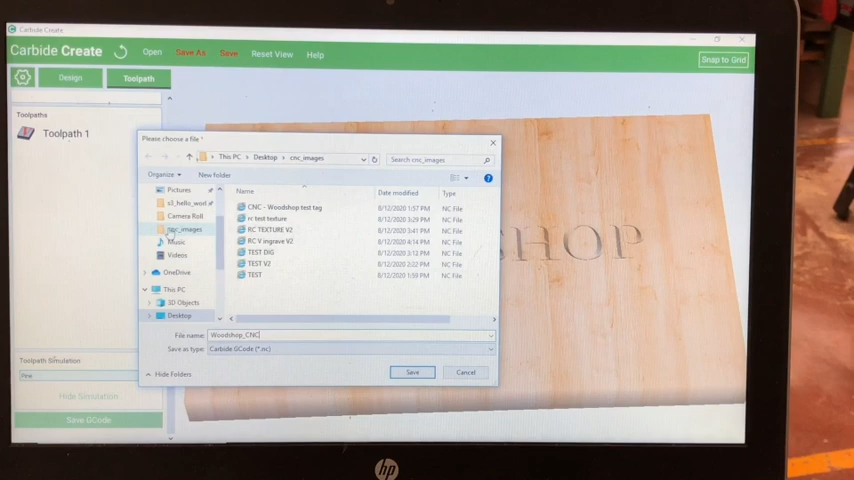 Carbide Create
Carbide Create Open Save As Save Reset View Help
Snap to Grid
Design Toolpath
Toolpaths
Toolpath 1
Please choose a file
This PC Desktop cnc_images Search cnc_images
Organize New folder
Name Date modified Type
Pictures
s3_hello_worl
Camera Roll
cnc_images
Music
Videos
OneDrive
This PC
3D Objects
Desktop
CNC - Woodshop test tag 8/12/2020 1:57 PM NC File
rr test texture 8/12/2020 3:29 PM NC File
RC TEXTURE V2 8/12/2020 3:41 PM NC File
RC V ingrave V2 8/12/2020 4:14 PM NC File
TEST DIG 8/12/2020 3:12 PM NC File
TEST V2 8/12/2020 2:22 PM NC File
TEST 8/12/2020 1:59 PM NC File
File name: Woodshop_CNC
Save as type: Carbide GCode (*.nc)
Hide Folders Save Cancel
Toolpath Simulation
Pine
Hide Simulation
Save GCode
SHOP
hp